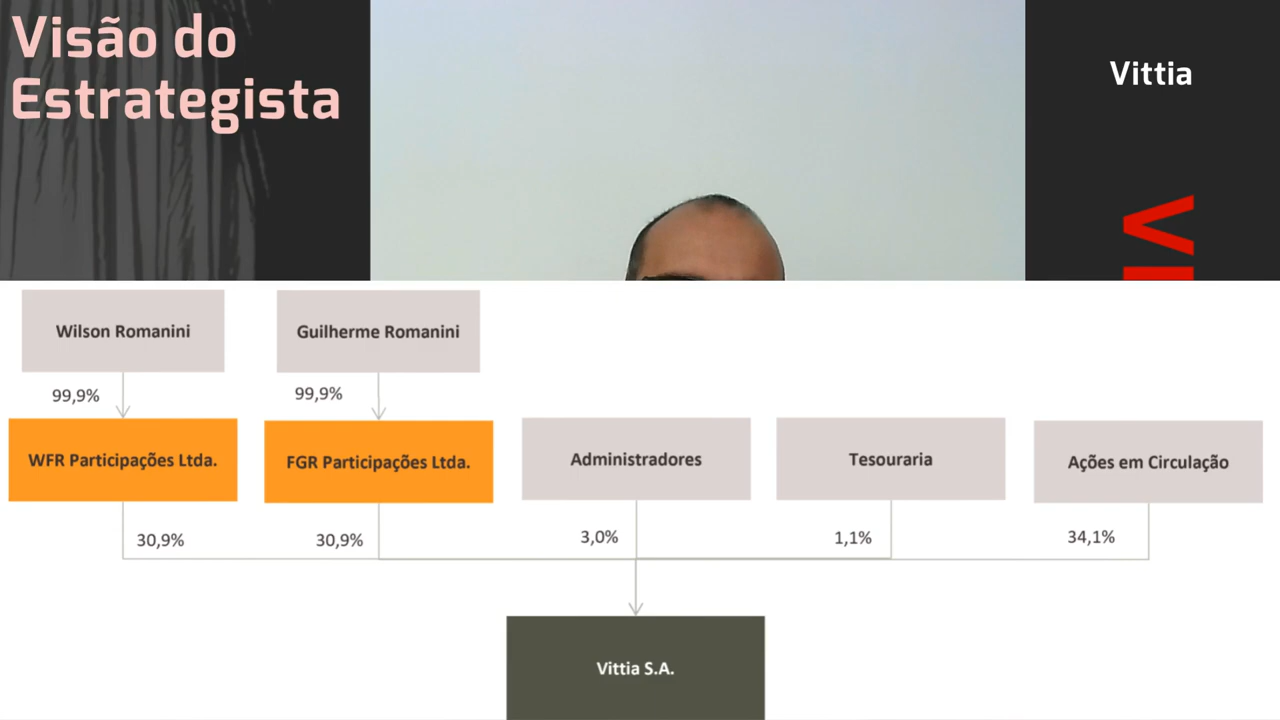 Visão do
Estrategista
Vittia
Wilson Romanini
Guilherme Romanini
99,9%
99,9%
WFR Participações Ltda.
FGR Participações Ltda.
Administradores
Tesouraria
Ações em Circulação
30,9%
30,9%
3,0%
1,1%
34,1%
Vittia S.A.